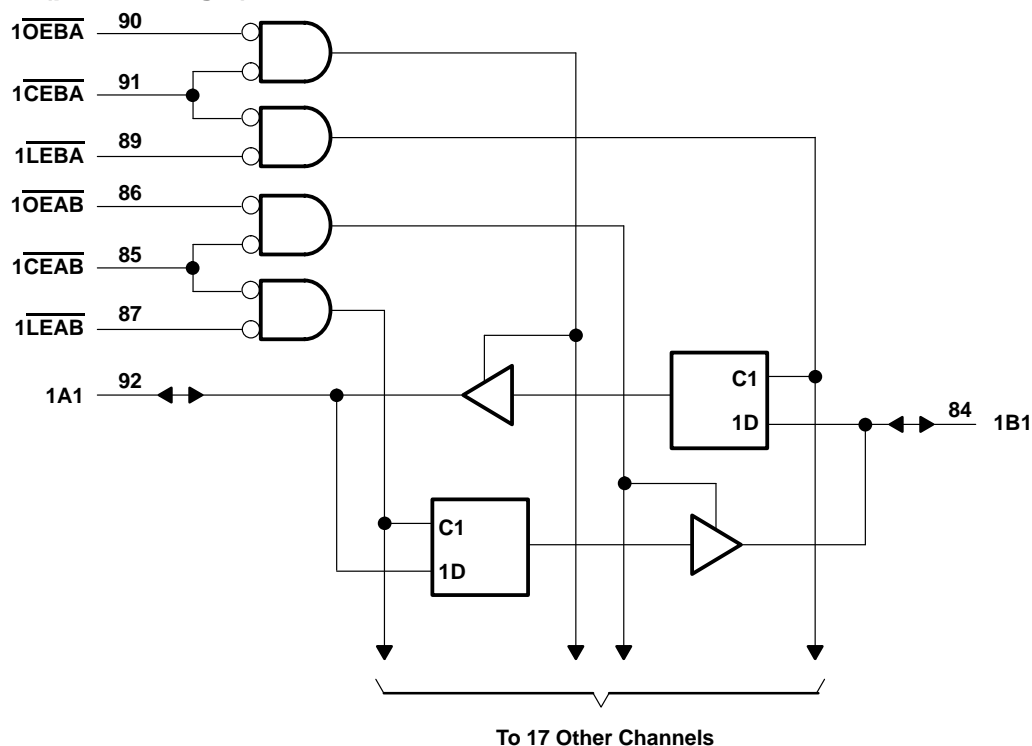 1OEBA 90
1CEBA 91
1LEBA 89
1OEAB 86
1CEAB 85
1LEAB 87
1A1 92
C1
1D
84 1B1
C1
1D
To 17 Other Channels